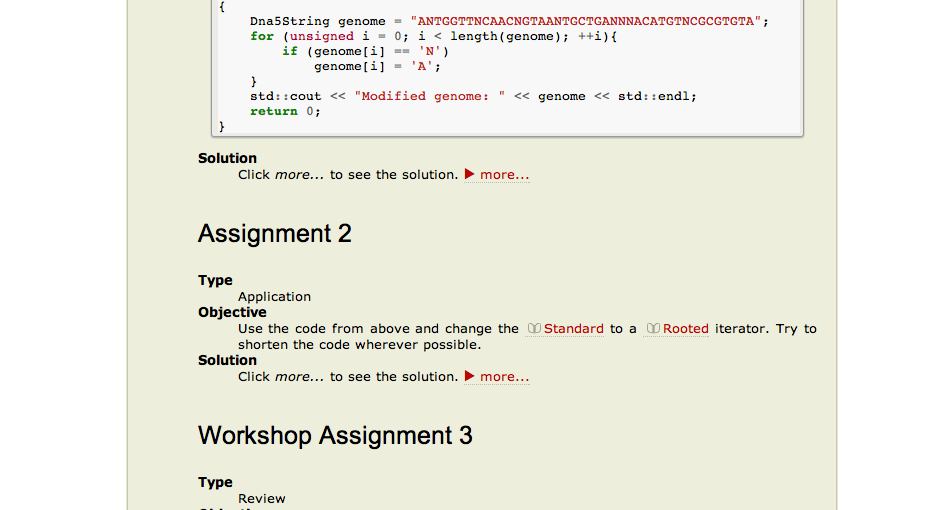 {
    Dna5String genome = "ANTGGTTNCAACNGTAANTGCTGANNNACATGTNCGCGTGTA";
    for (unsigned i = 0; i < length(genome); ++i){
        if (genome[i] == 'N')
            genome[i] = 'A';
    }
    std::cout << "Modified genome: " << genome << std::endl;
    return 0;
}
Solution
Click more... to see the solution. ▶ more...
Assignment 2
Type
Application
Objective
Use the code from above and change the Standard to a Rooted iterator. Try to
shorten the code wherever possible.
Solution
Click more... to see the solution. ▶ more...
Workshop Assignment 3
Type
Review